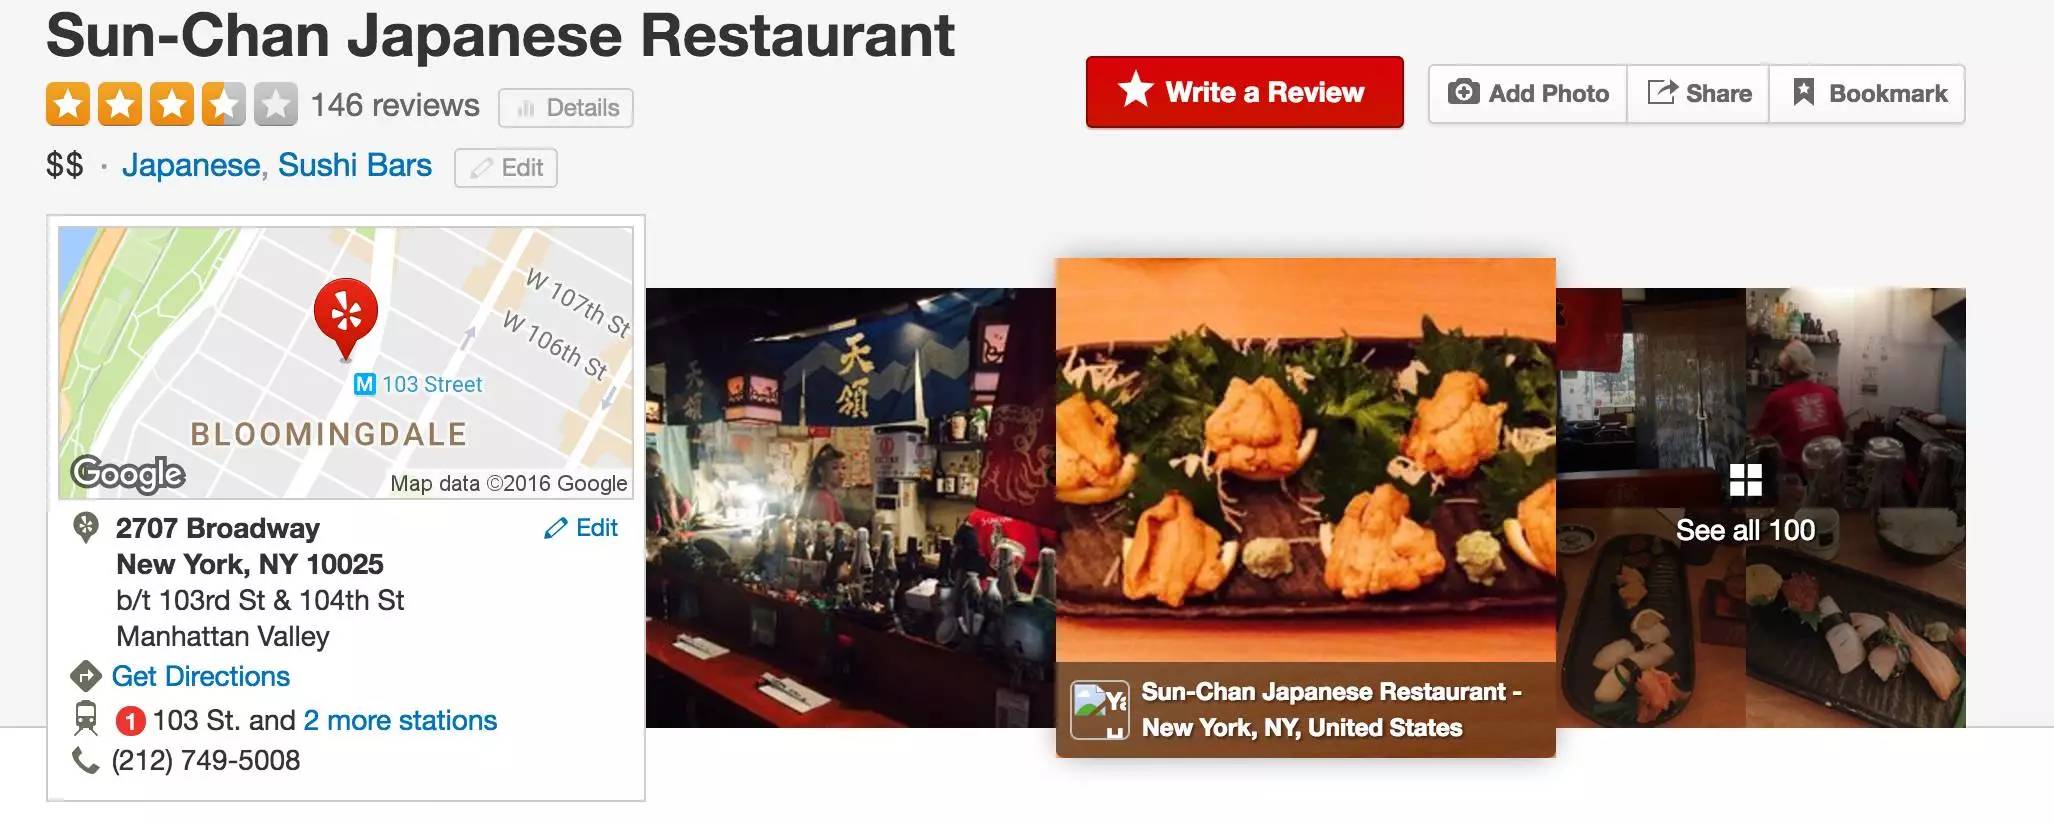 Sun-Chan Japanese Restaurant
146 reviews
Details
Write a Review
Add Photo
Share
Bookmark
$$ · Japanese, Sushi Bars
Edit
W 107th St
W 106th St
M 103 Street
BLOOMINGDALE
Google
Map data ©2016 Google
2707 Broadway
Edit
New York, NY 10025
b/t 103rd St & 104th St
Manhattan Valley
Get Directions
1 103 St. and 2 more stations
(212) 749-5008
天領
天領
Sun-Chan Japanese Restaurant -
New York, NY, United States
See all 100